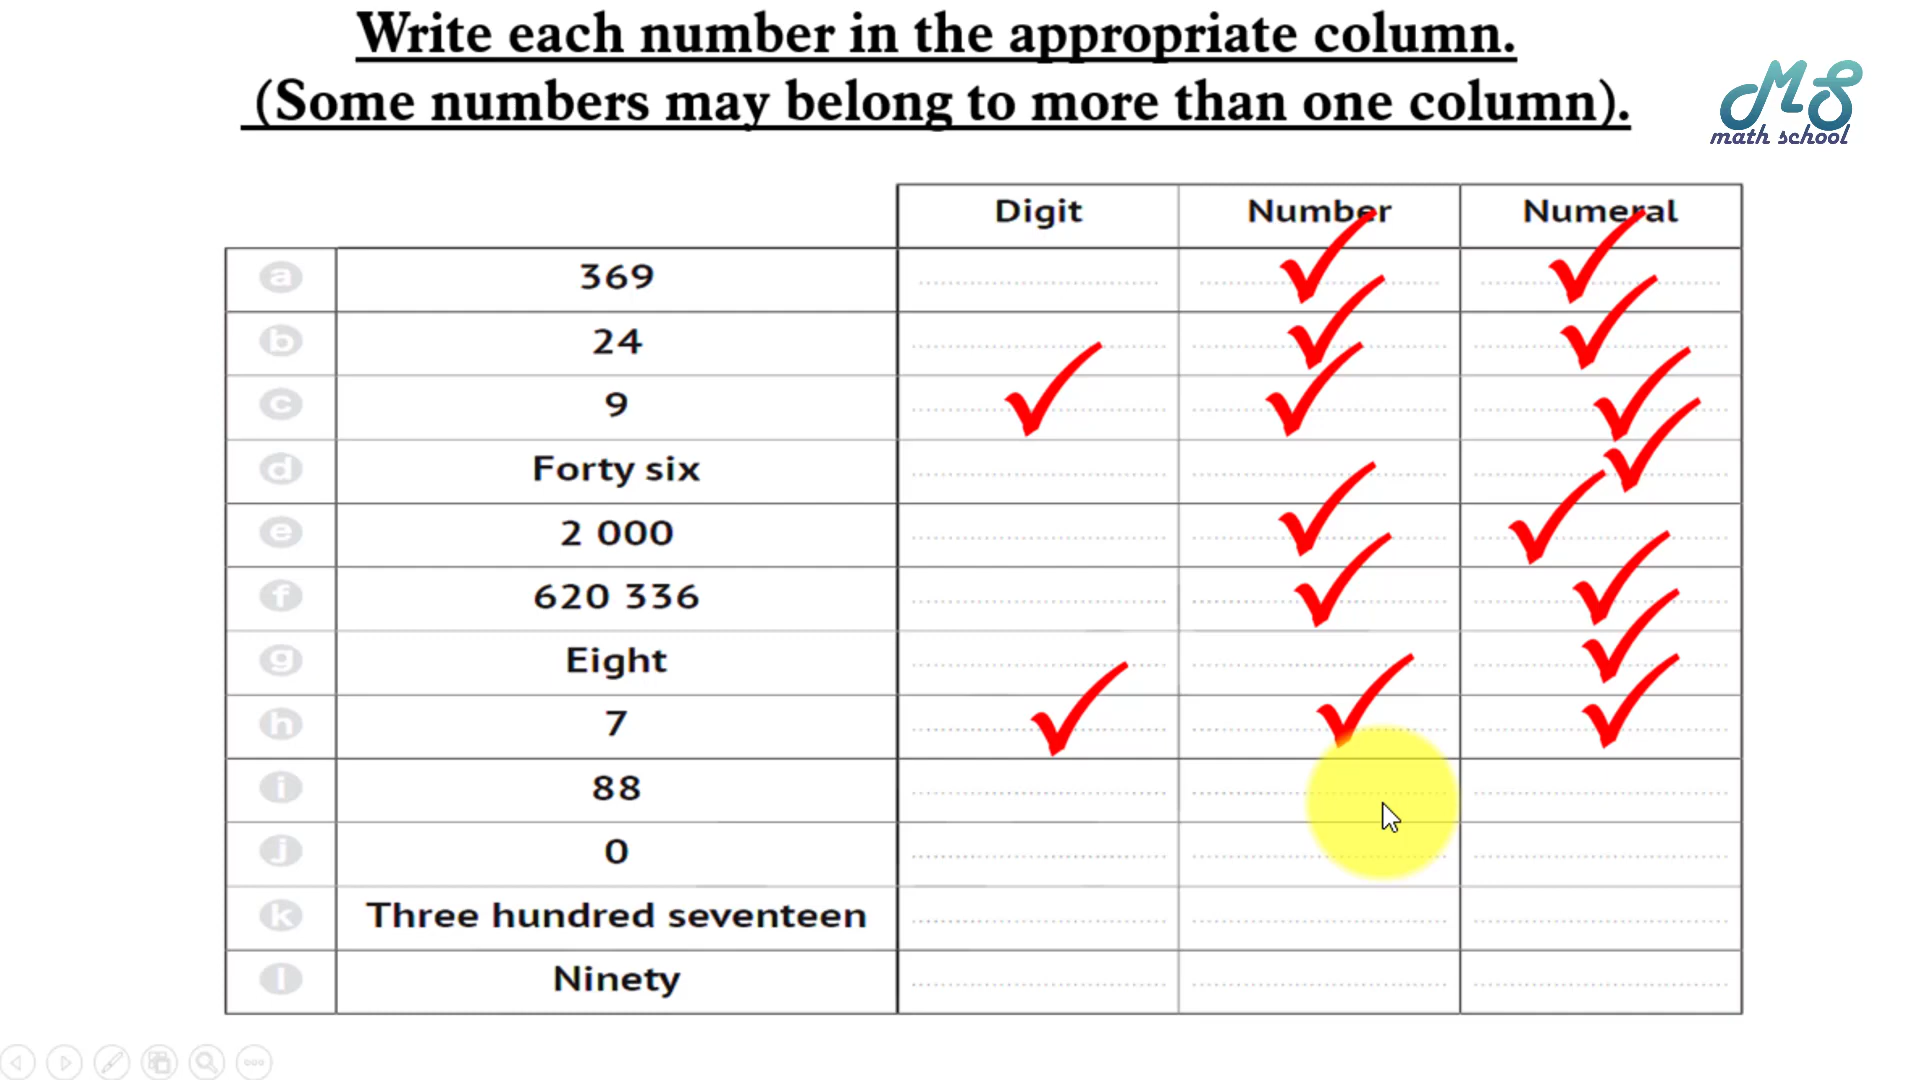 Write each number in the appropriate column.
(Some numbers may belong to more than one column).
MS
math school
Digit Number Numeral
a 369
b 24
c 9
d Forty six
e 2 000
f 620 336
g Eight
h 7
i 88
j 0
k Three hundred seventeen
l Ninety